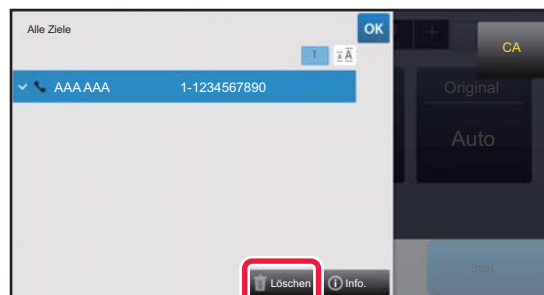 Alle Ziele
OK
CA
1
AAA AAA 1-1234567890
Original
Auto
Löschen
Info.
Start